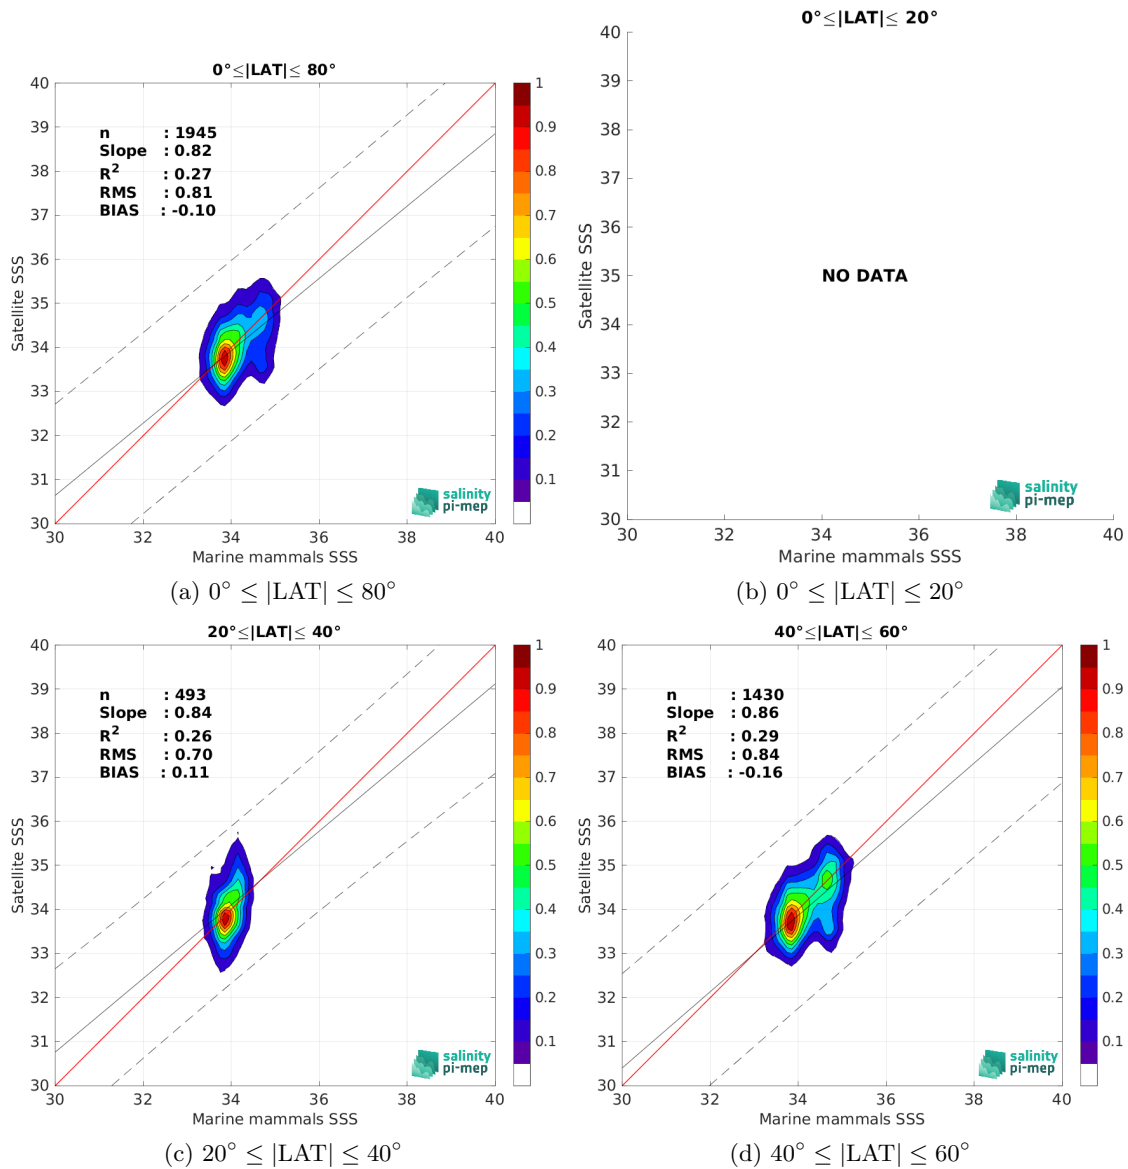 0°≤|LAT|≤ 80°
40
39
38
37
36
35
34
33
32
31
30
Satellite SSS
n : 1945
Slope : 0.82
R² : 0.27
RMS : 0.81
BIAS : -0.10
salinity
pi-mep
30 32 34 36 38 40
Marine mammals SSS
1
0.9
0.8
0.7
0.6
0.5
0.4
0.3
0.2
0.1
(a) 0° ≤ |LAT| ≤ 80°
0°≤|LAT|≤ 20°
40
39
38
37
36
35
34
33
32
31
30
Satellite SSS
NO DATA
salinity
pi-mep
30 32 34 36 38 40
Marine mammals SSS
(b) 0° ≤ |LAT| ≤ 20°
20°≤|LAT|≤ 40°
40
39
38
37
36
35
34
33
32
31
30
Satellite SSS
n : 493
Slope : 0.84
R² : 0.26
RMS : 0.70
BIAS : 0.11
salinity
pi-mep
30 32 34 36 38 40
Marine mammals SSS
1
0.9
0.8
0.7
0.6
0.5
0.4
0.3
0.2
0.1
(c) 20° ≤ |LAT| ≤ 40°
40°≤|LAT|≤ 60°
40
39
38
37
36
35
34
33
32
31
30
Satellite SSS
n : 1430
Slope : 0.86
R² : 0.29
RMS : 0.84
BIAS : -0.16
salinity
pi-mep
30 32 34 36 38 40
Marine mammals SSS
1
0.9
0.8
0.7
0.6
0.5
0.4
0.3
0.2
0.1
(d) 40° ≤ |LAT| ≤ 60°